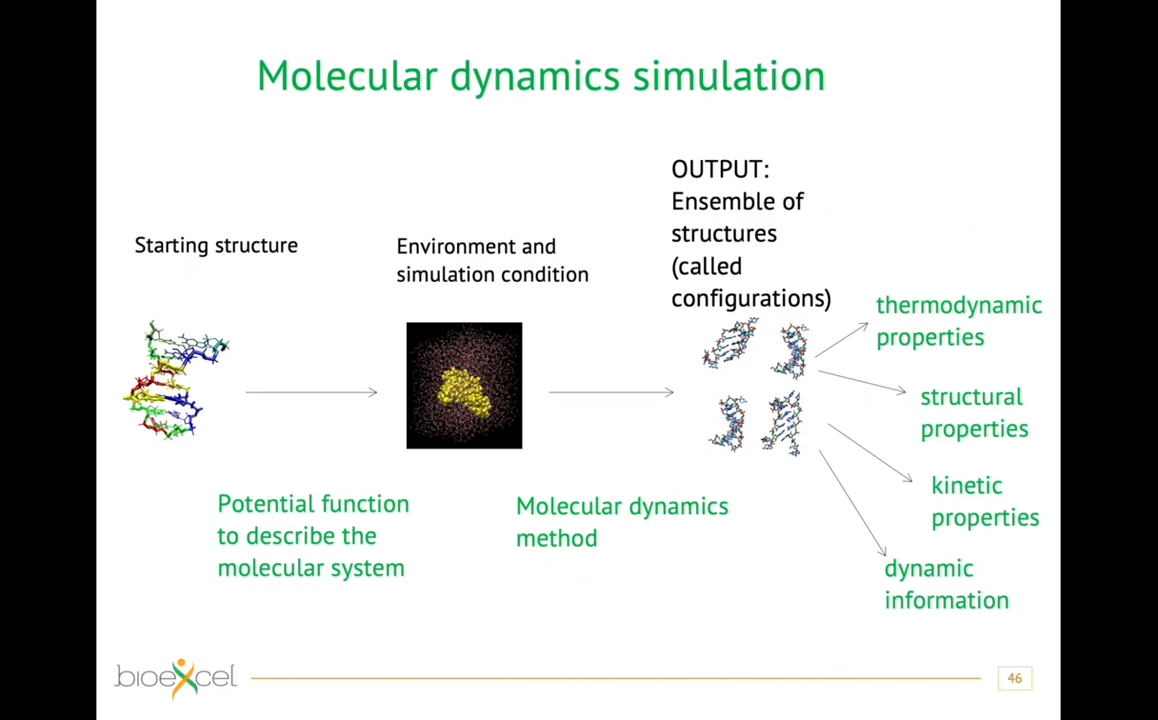 Molecular dynamics simulation
Starting structure
Environment and
simulation condition
OUTPUT:
Ensemble of
structures
(called
configurations)
thermodynamic
properties
structural
properties
kinetic
properties
dynamic
information
Potential function
to describe the
molecular system
Molecular dynamics
method
bioexcel
46